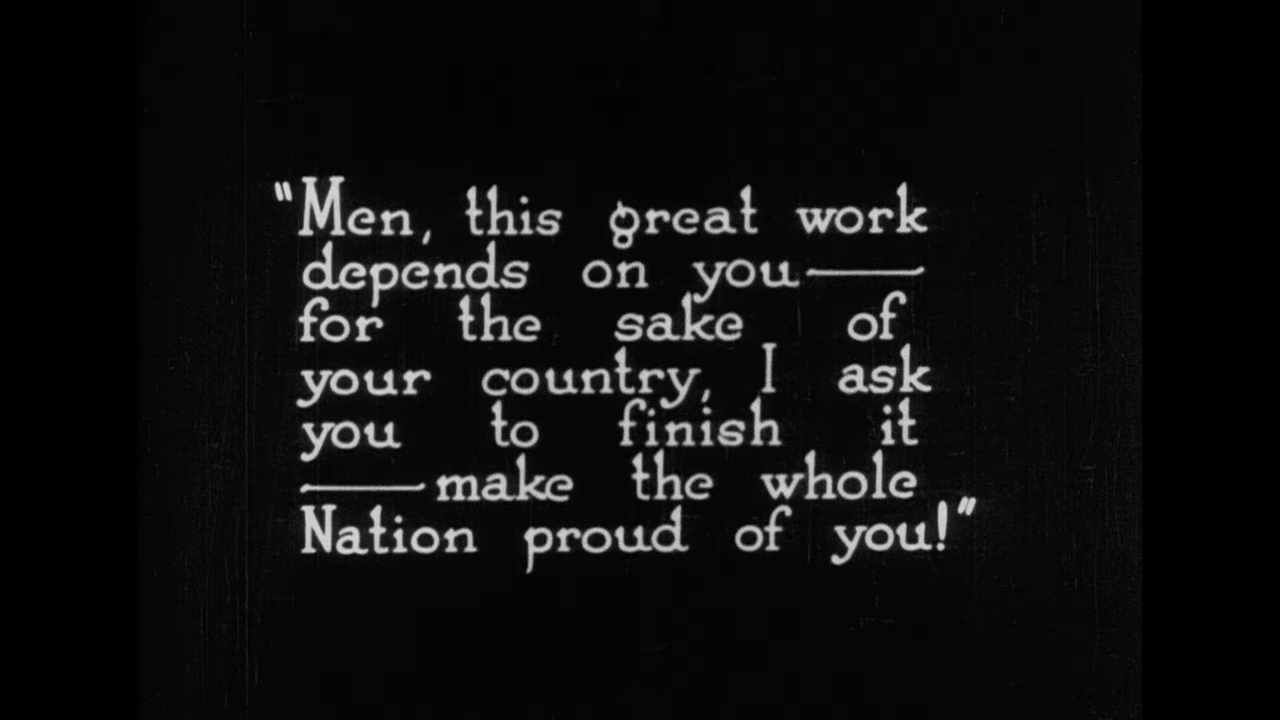 "Men, this great work
depends on you——
for the sake of
your country, I ask
you to finish it
——make the whole
Nation proud of you!"